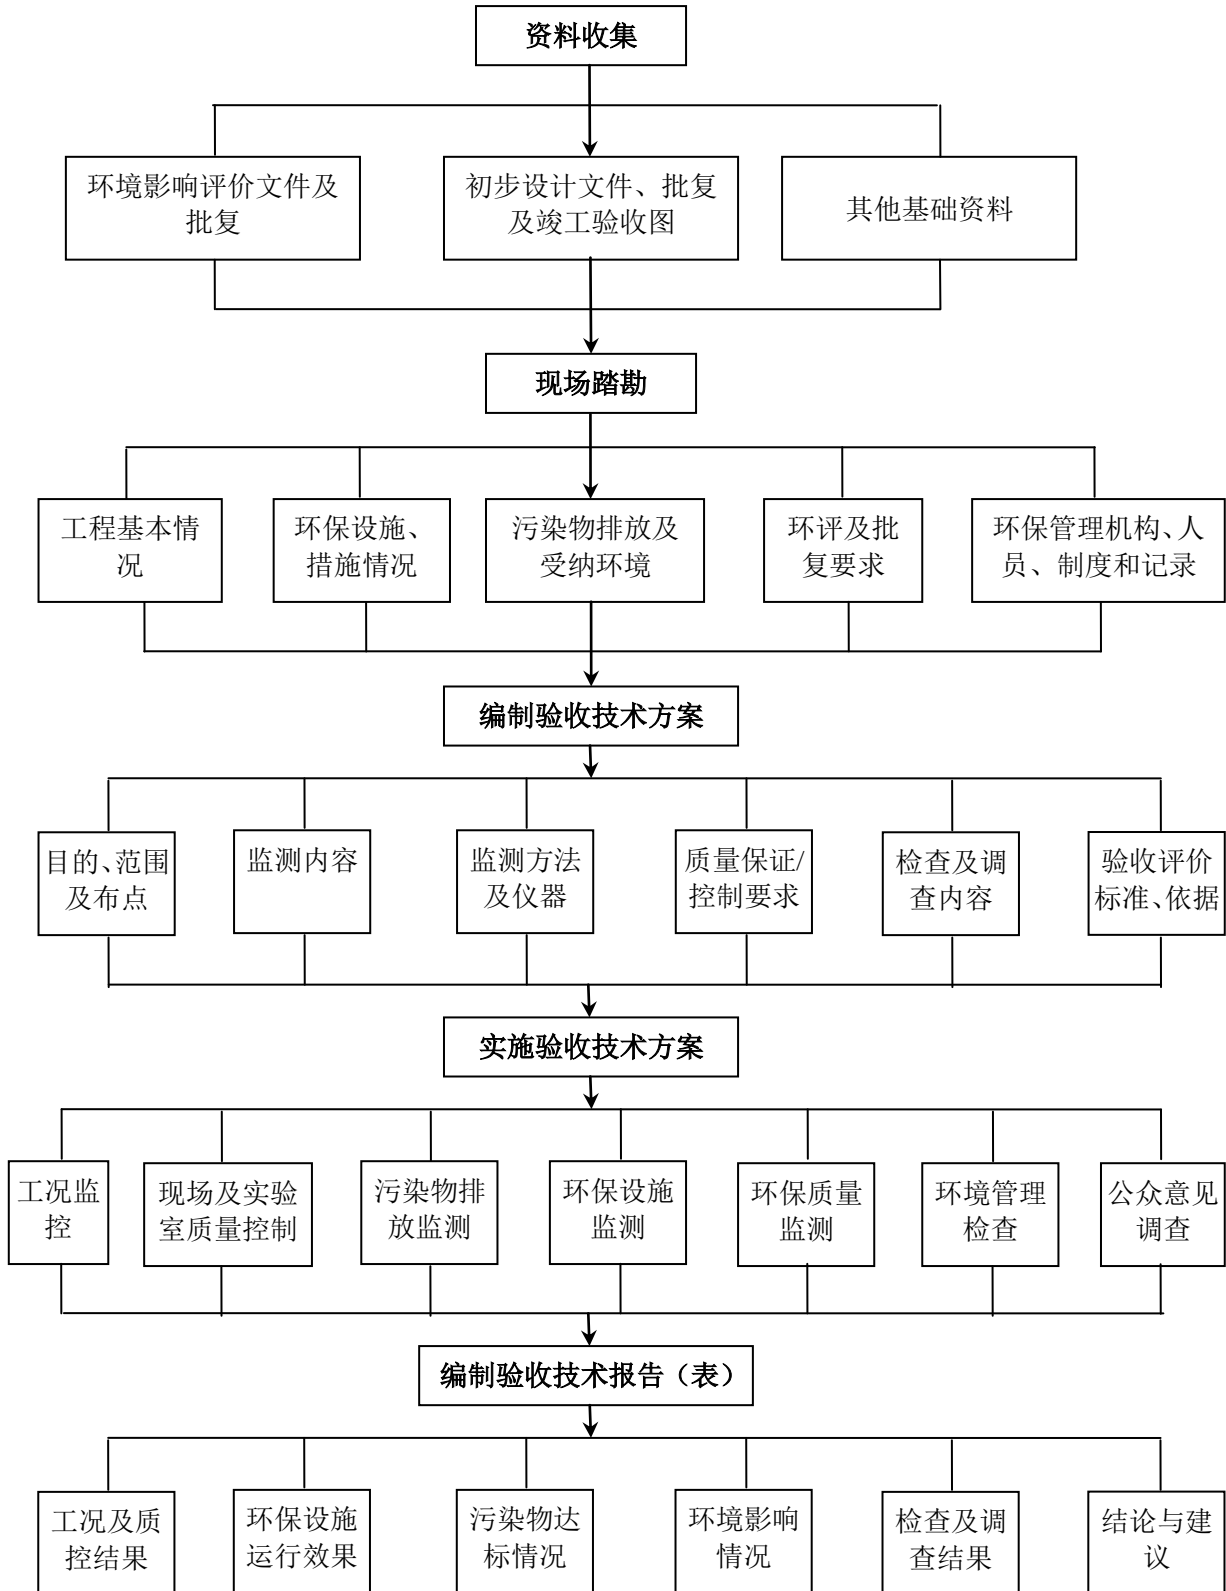 资料收集
环境影响评价文件及
批复
初步设计文件、批复
及竣工验收图
其他基础资料
现场踏勘
工程基本情
况
环保设施、
措施情况
污染物排放及
受纳环境
环评及批
复要求
环保管理机构、人
员、制度和记录
编制验收技术方案
目的、范围
及布点
监测内容
监测方法
及仪器
质量保证/
控制要求
检查及调
查内容
验收评价
标准、依据
实施验收技术方案
工况监
控
现场及实验
室质量控制
污染物排
放监测
环保设施
监测
环保质量
监测
环境管理
检查
公众意见
调查
编制验收技术报告（表）
工况及质
控结果
环保设施
运行效果
污染物达
标情况
环境影响
情况
检查及调
查结果
结论与建
议